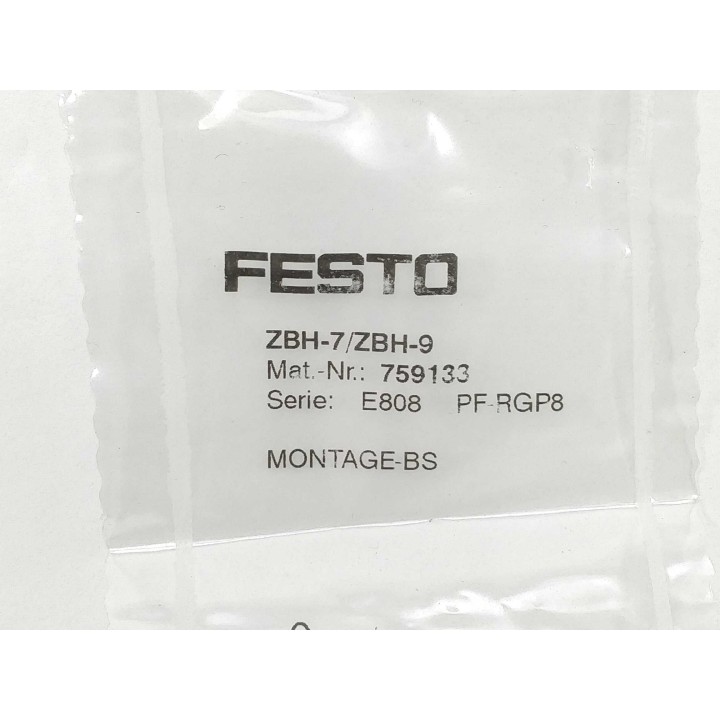 FESTO
ZBH-7/ZBH-9
Mat.-Nr.: 759133
Serie: E808 PF-RGP8
MONTAGE-BS